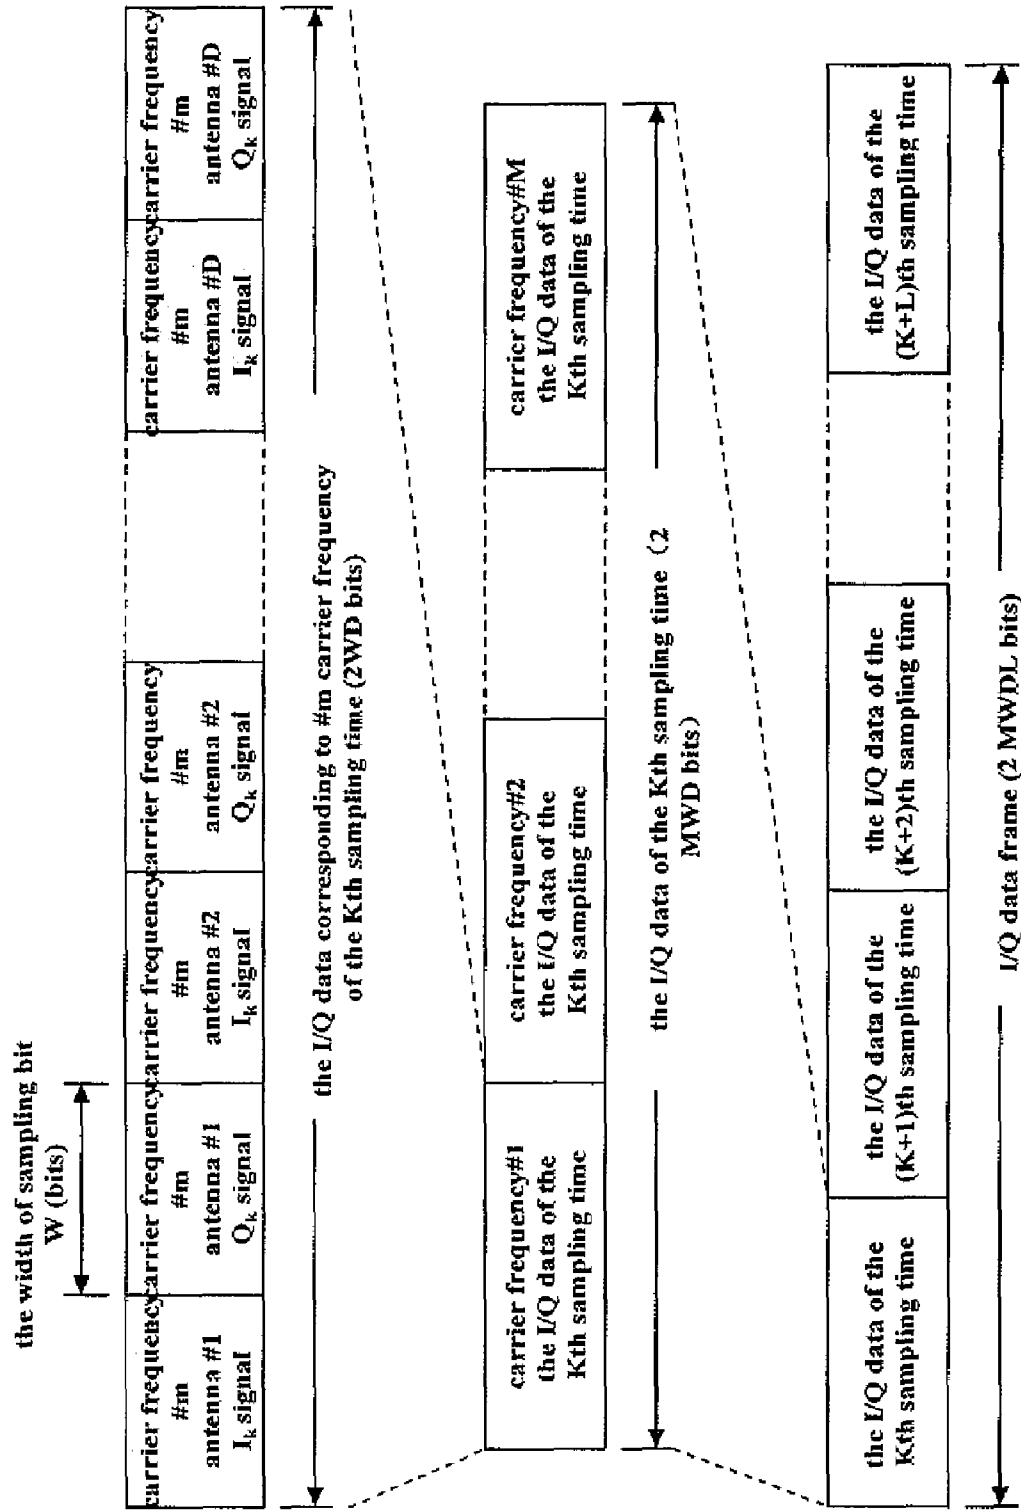 the width of sampling bit
W (bits)
carrier frequency
#m
antenna #1
Ik signal
carrier frequency
#m
antenna #1
Qk signal
carrier frequency
#m
antenna #2
Ik signal
carrier frequency
#m
antenna #2
Qk signal
carrier frequency
#m
antenna #D
Ik signal
carrier frequency
#m
antenna #D
Qk signal
the I/Q data corresponding to #m carrier frequency
of the Kth sampling time (2WD bits)
carrier frequency#1
the I/Q data of the
Kth sampling time
carrier frequency#2
the I/Q data of the
Kth sampling time
carrier frequency#M
the I/Q data of the
Kth sampling time
the I/Q data of the Kth sampling time (2
MWD bits)
the I/Q data of the
Kth sampling time
the I/Q data of the
(K+1)th sampling time
the I/Q data of the
(K+2)th sampling time
the I/Q data of the
(K+L)th sampling time
I/Q data frame (2 MWDL bits)